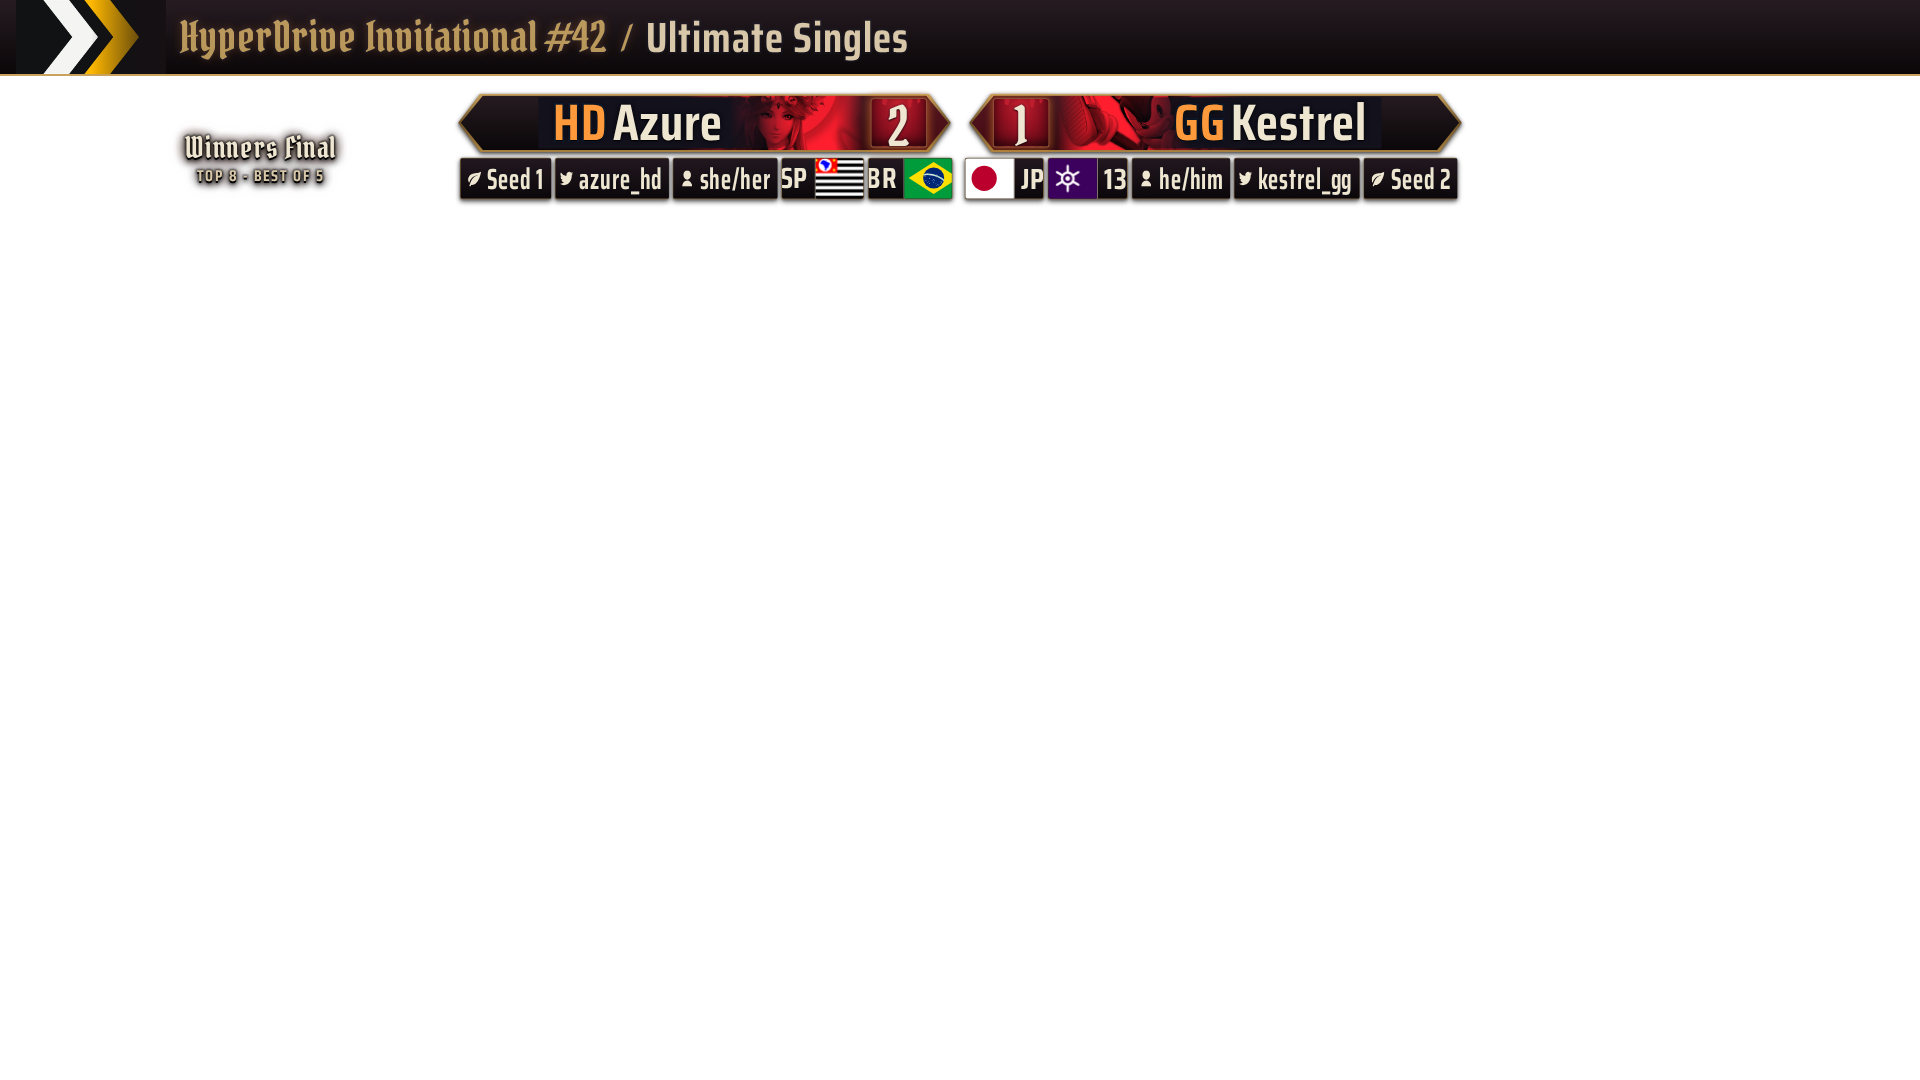 HyperDrive Invitational #42 / Ultimate Singles
Winners Final
TOP 8 - BEST OF 5
HD Azure 2
1 GG Kestrel
Seed 1 azure_hd she/her SP BR
JP 13 he/him kestrel_gg Seed 2